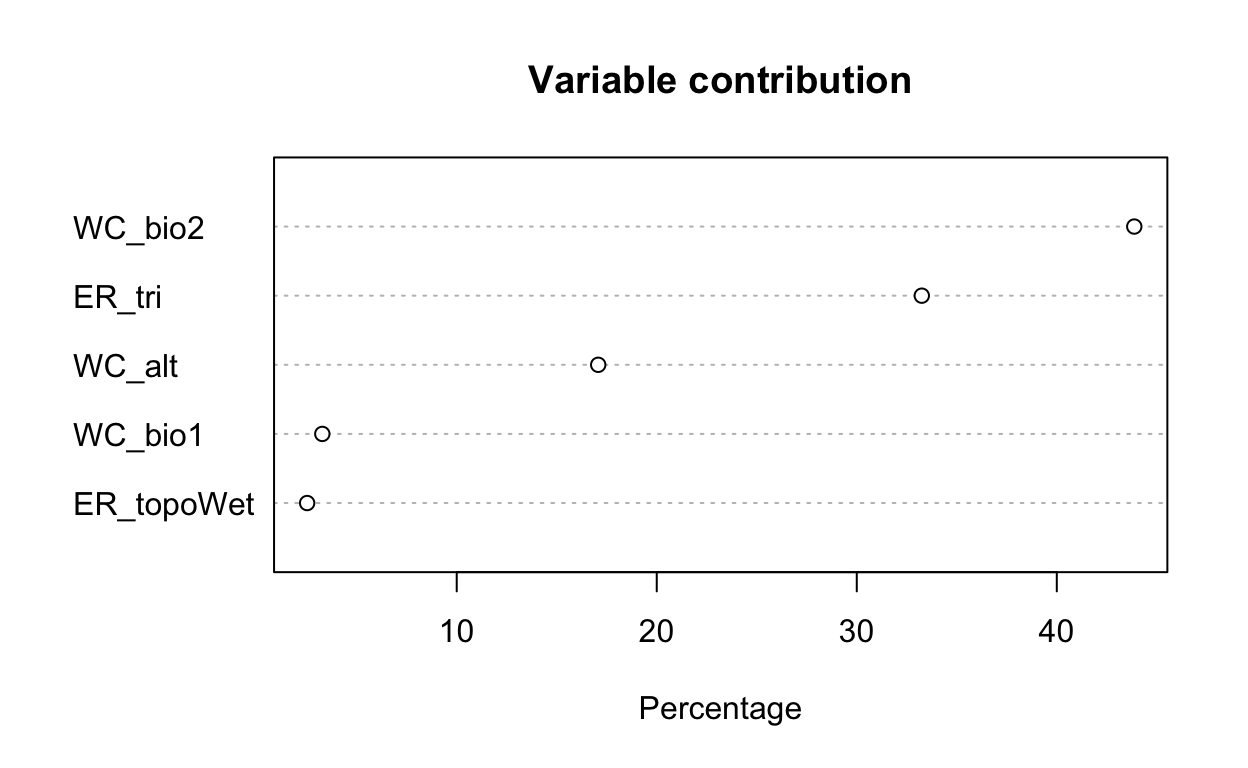 Variable contribution
WC_bio2
ER_tri
WC_alt
WC_bio1
ER_topoWet
10 20 30 40
Percentage